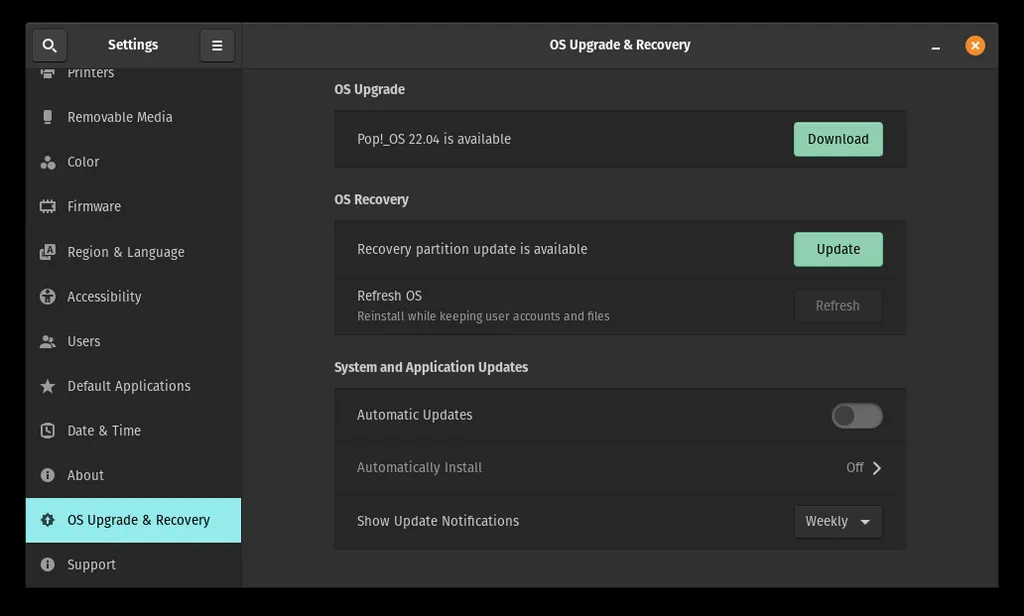 Settings
OS Upgrade & Recovery
Printers
Removable Media
Color
Firmware
Region & Language
Accessibility
Users
Default Applications
Date & Time
About
OS Upgrade & Recovery
Support
OS Upgrade
Pop!_OS 22.04 is available
Download
OS Recovery
Recovery partition update is available
Update
Refresh OS
Reinstall while keeping user accounts and files
Refresh
System and Application Updates
Automatic Updates
Automatically Install
Off
Show Update Notifications
Weekly